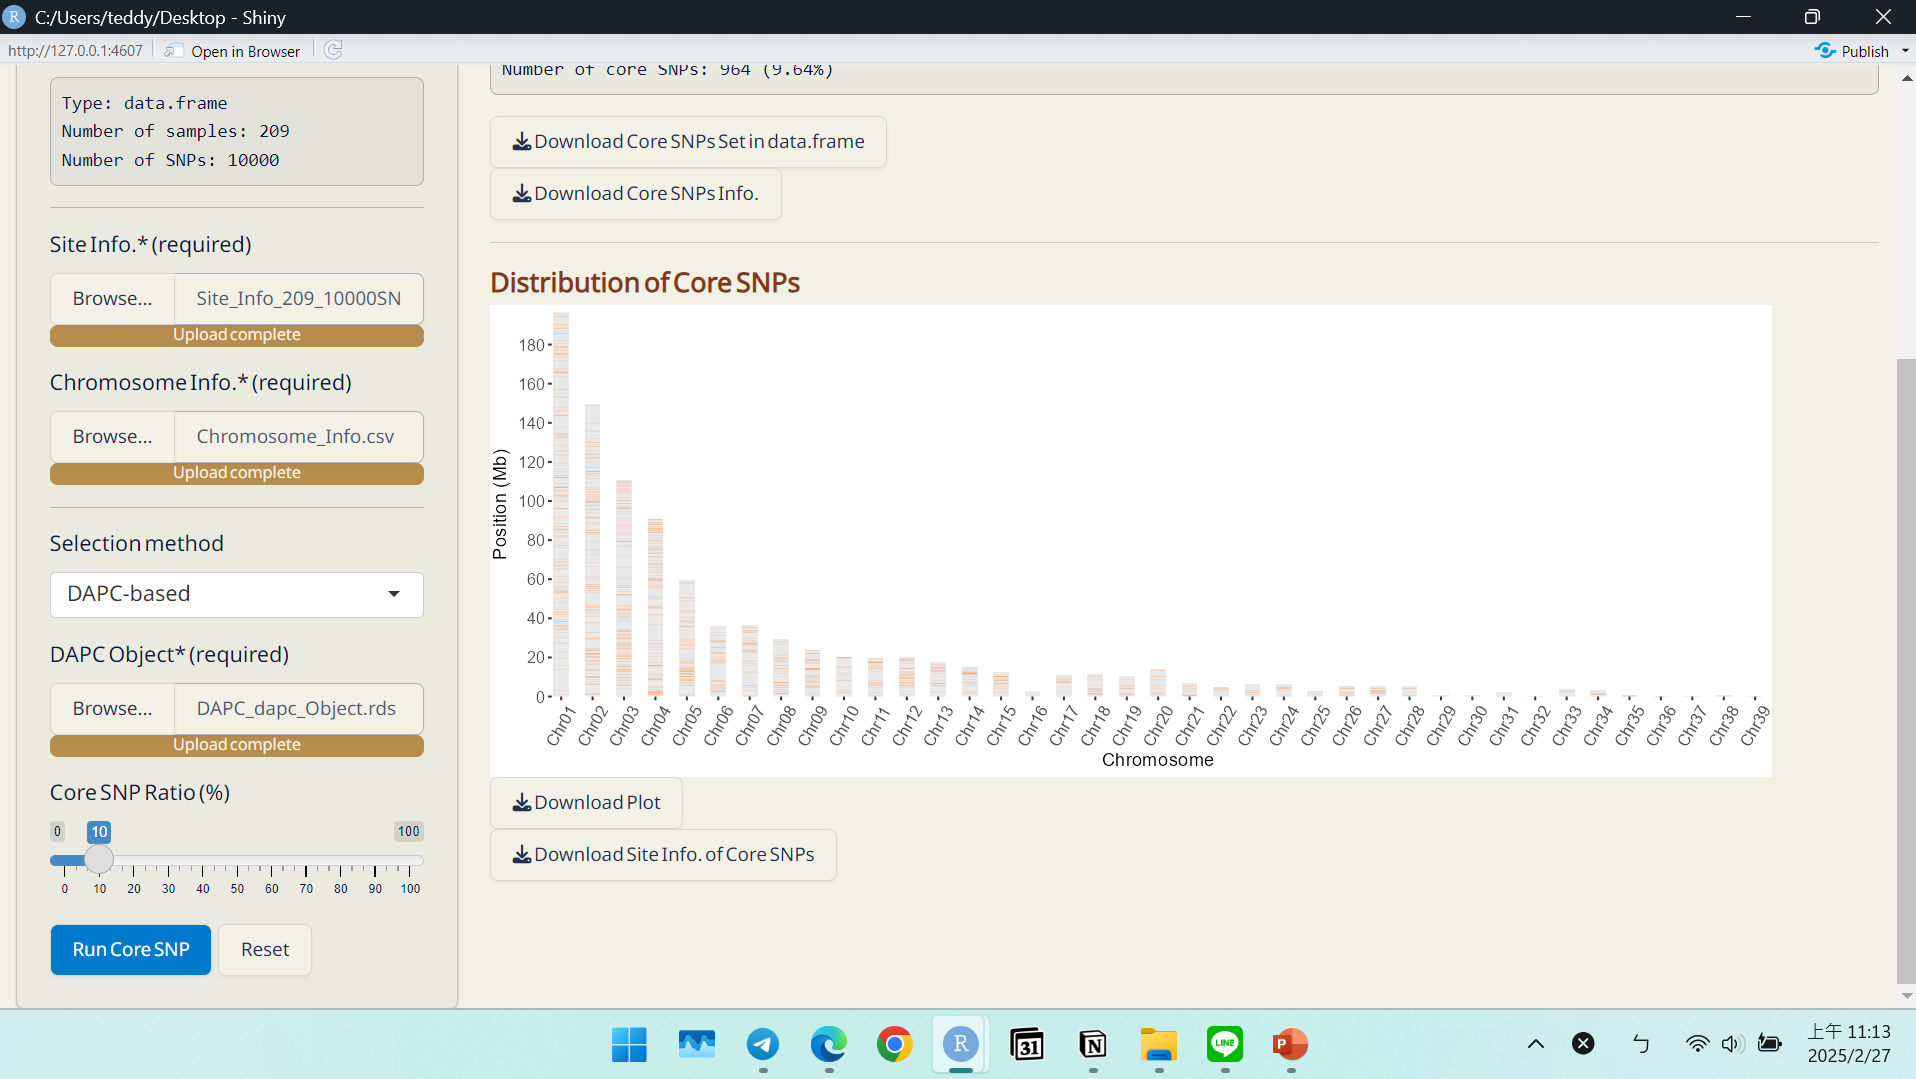 C:/Users/teddy/Desktop - Shiny
http://127.0.0.1:4607
Open in Browser
Publish
Type: data.frame
Number of samples: 209
Number of SNPs: 10000
Site Info.* (required)
Browse...
Site_Info_209_10000SN
Upload complete
Chromosome Info.* (required)
Browse...
Chromosome_Info.csv
Upload complete
Selection method
DAPC-based
DAPC Object* (required)
Browse...
DAPC_dapc_Object.rds
Upload complete
Core SNP Ratio (%)
0
10
100
0 10 20 30 40 50 60 70 80 90 100
Run Core SNP
Reset
Number of core SNPs: 964 (9.64%)
Download Core SNPs Set in data.frame
Download Core SNPs Info.
Distribution of Core SNPs
Position (Mb)
180
160
140
120
100
80
60
40
20
0
Chr01 Chr02 Chr03 Chr04 Chr05 Chr06 Chr07 Chr08 Chr09 Chr10 Chr11 Chr12 Chr13 Chr14 Chr15 Chr16 Chr17 Chr18 Chr19 Chr20 Chr21 Chr22 Chr23 Chr24 Chr25 Chr26 Chr27 Chr28 Chr29 Chr30 Chr31 Chr32 Chr33 Chr34 Chr35 Chr36 Chr37 Chr38 Chr39
Chromosome
Download Plot
Download Site Info. of Core SNPs
R
31
N
LINE
P
ㄅ
上午 11:13
2025/2/27